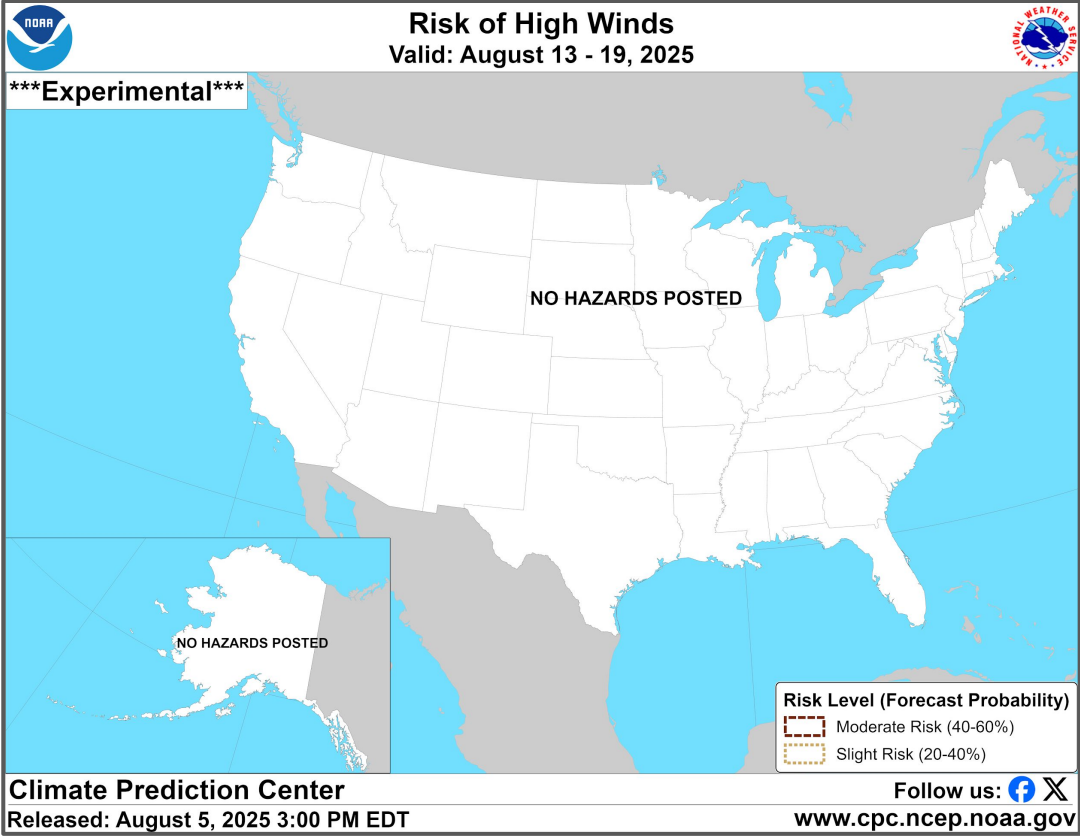 NOAA
Risk of High Winds
Valid: August 13 - 19, 2025
NATIONAL WEATHER SERVICE
***Experimental***
NO HAZARDS POSTED
NO HAZARDS POSTED
Risk Level (Forecast Probability)
Moderate Risk (40-60%)
Slight Risk (20-40%)
Climate Prediction Center
Follow us:
Released: August 5, 2025 3:00 PM EDT
www.cpc.ncep.noaa.gov